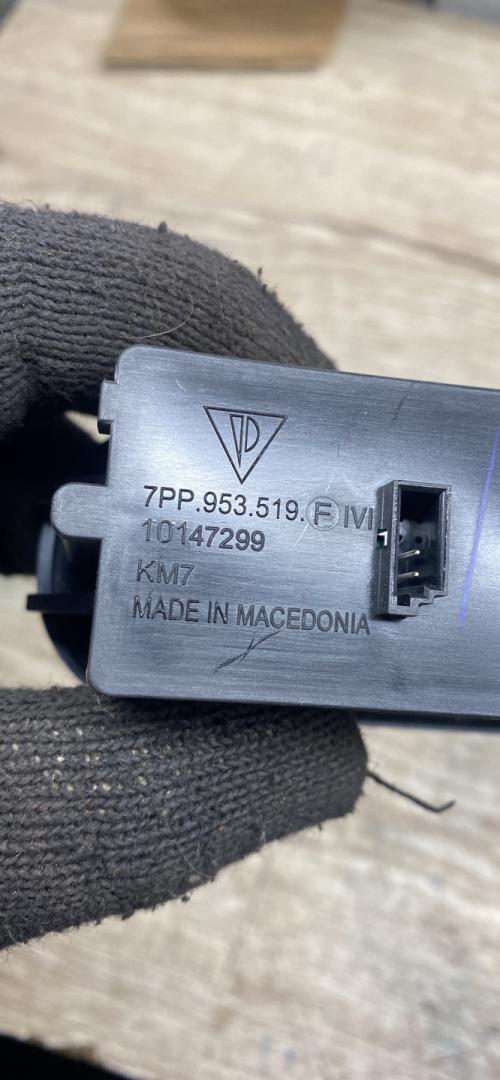 7PP.953.519. F IVI
10147299
KM7
MADE IN MACEDONIA